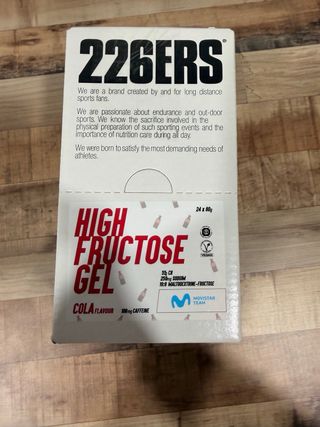 226ERS®
We are a brand created by and for long distance
sports fans.
We are passionate about endurance and out-door
sports. We know the sacrifice involved in the
physical preparation of such sporting events and the
importance of nutrition care during all day.
We were born to satisfy the most demanding needs of
athletes.
24 x 80g
HIGH
FRUCTOSE
GEL
COLA FLAVOUR
100mg CAFFEINE
55g CH
250mg SODIUM
10:8 MALTODEXTRINE-FRUCTOSE
MOVISTAR
TEAM